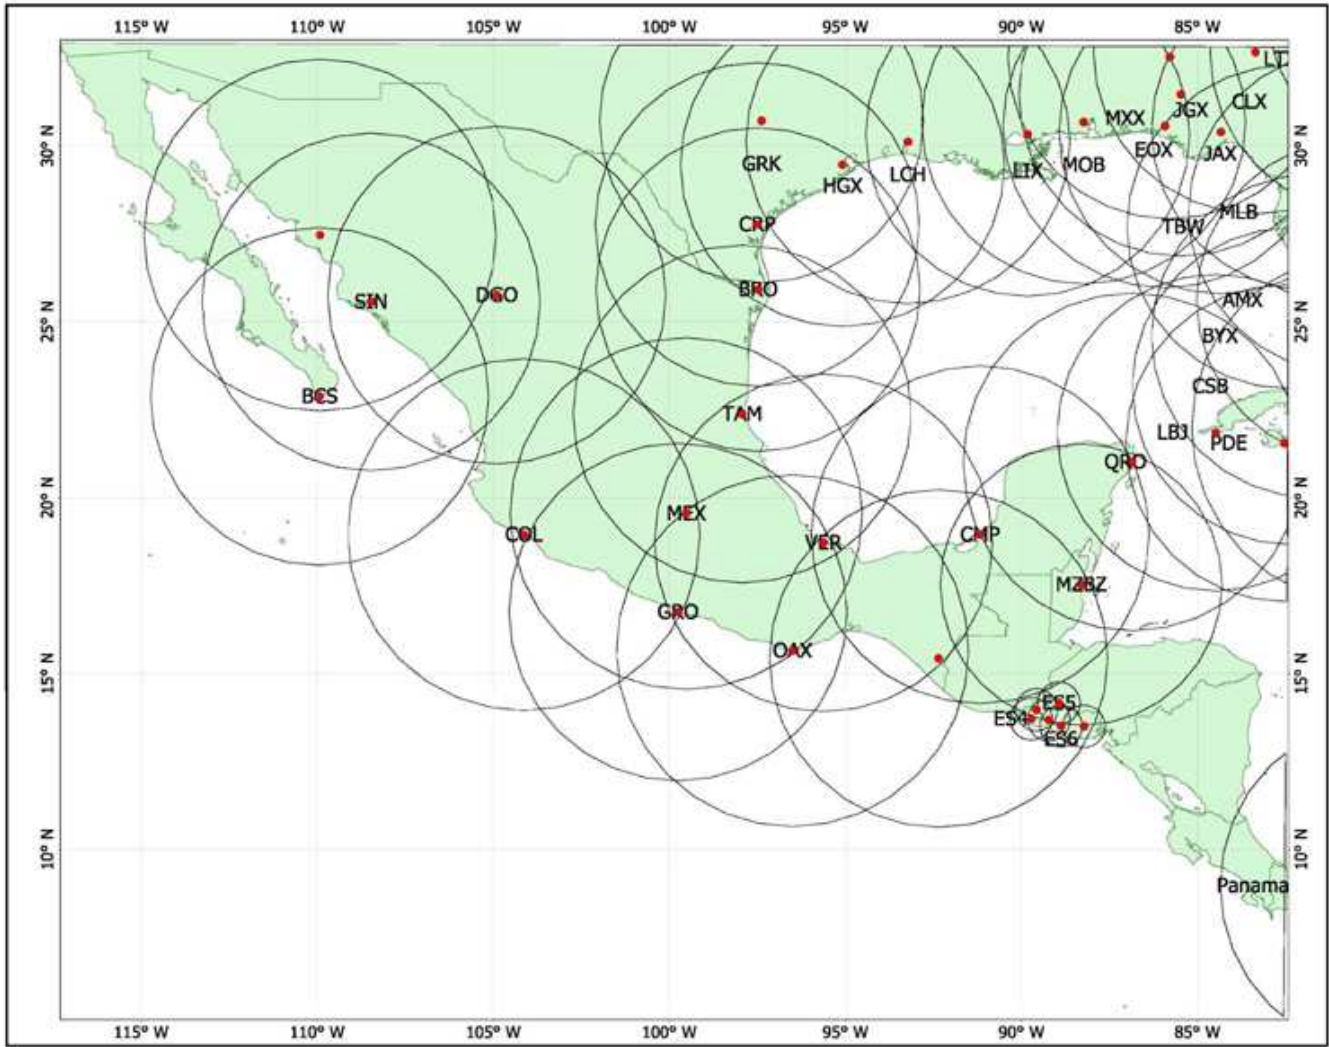 115° W 110° W 105° W 100° W 95° W 90° W 85° W
LT
CLX
JGX
MXX
30° N
30° N
EOX
JAX
GRK
MOB
LIX
LCH
HGX
MLB
CRP
TBW
BRO
DGO
SIN
AMX
25° N
25° N
BYX
CSB
BCS
TAM
LBJ
PDE
QRO
20° N
20° N
MEX
COL
VER
CMP
MZBZ
GRO
OAX
15° N
15° N
ES5
ES4
ES6
10° N
10° N
Panama
115° W 110° W 105° W 100° W 95° W 90° W 85° W